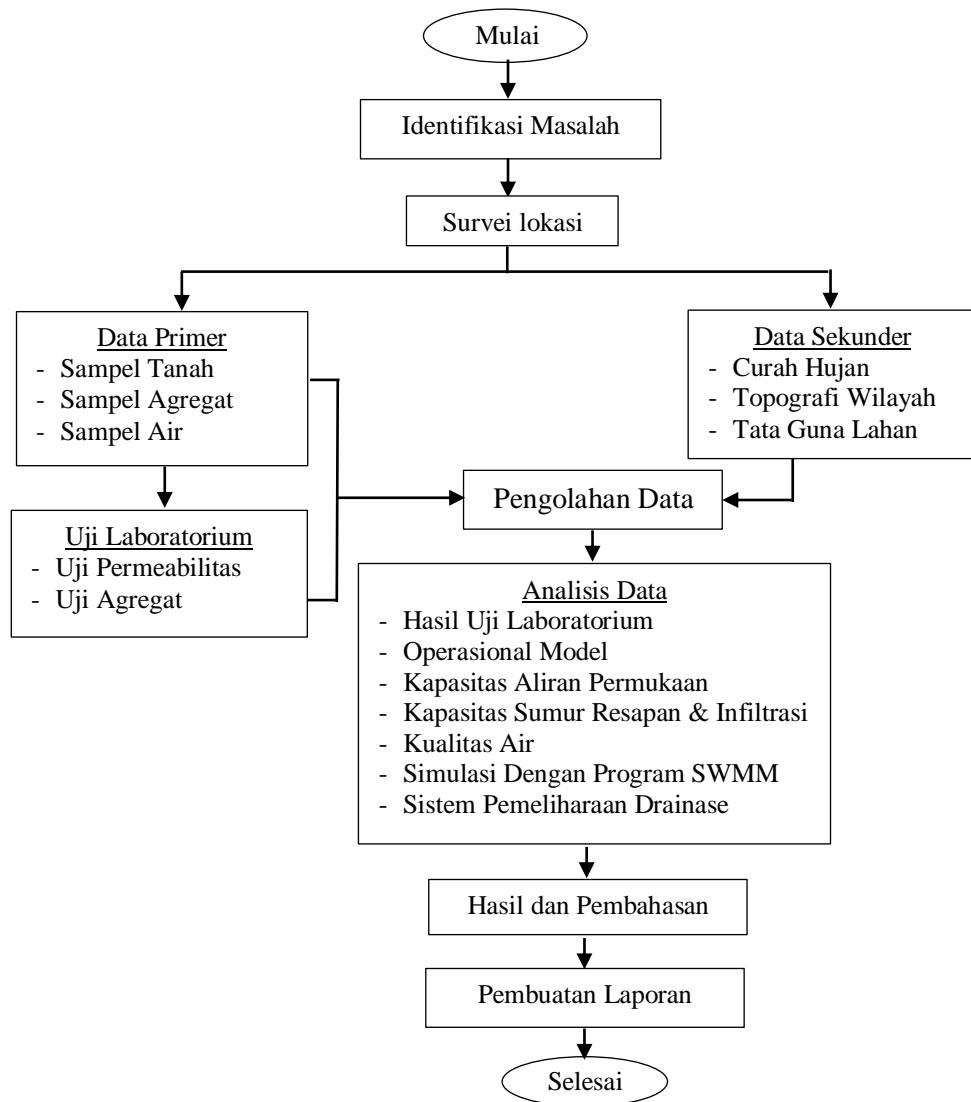 Mulai
Identifikasi Masalah
Survei lokasi
Data Primer
- Sampel Tanah
- Sampel Agregat
- Sampel Air
Data Sekunder
- Curah Hujan
- Topografi Wilayah
- Tata Guna Lahan
Uji Laboratorium
- Uji Permeabilitas
- Uji Agregat
Pengolahan Data
Analisis Data
- Hasil Uji Laboratorium
- Operasional Model
- Kapasitas Aliran Permukaan
- Kapasitas Sumur Resapan & Infiltrasi
- Kualitas Air
- Simulasi Dengan Program SWMM
- Sistem Pemeliharaan Drainase
Hasil dan Pembahasan
Pembuatan Laporan
Selesai